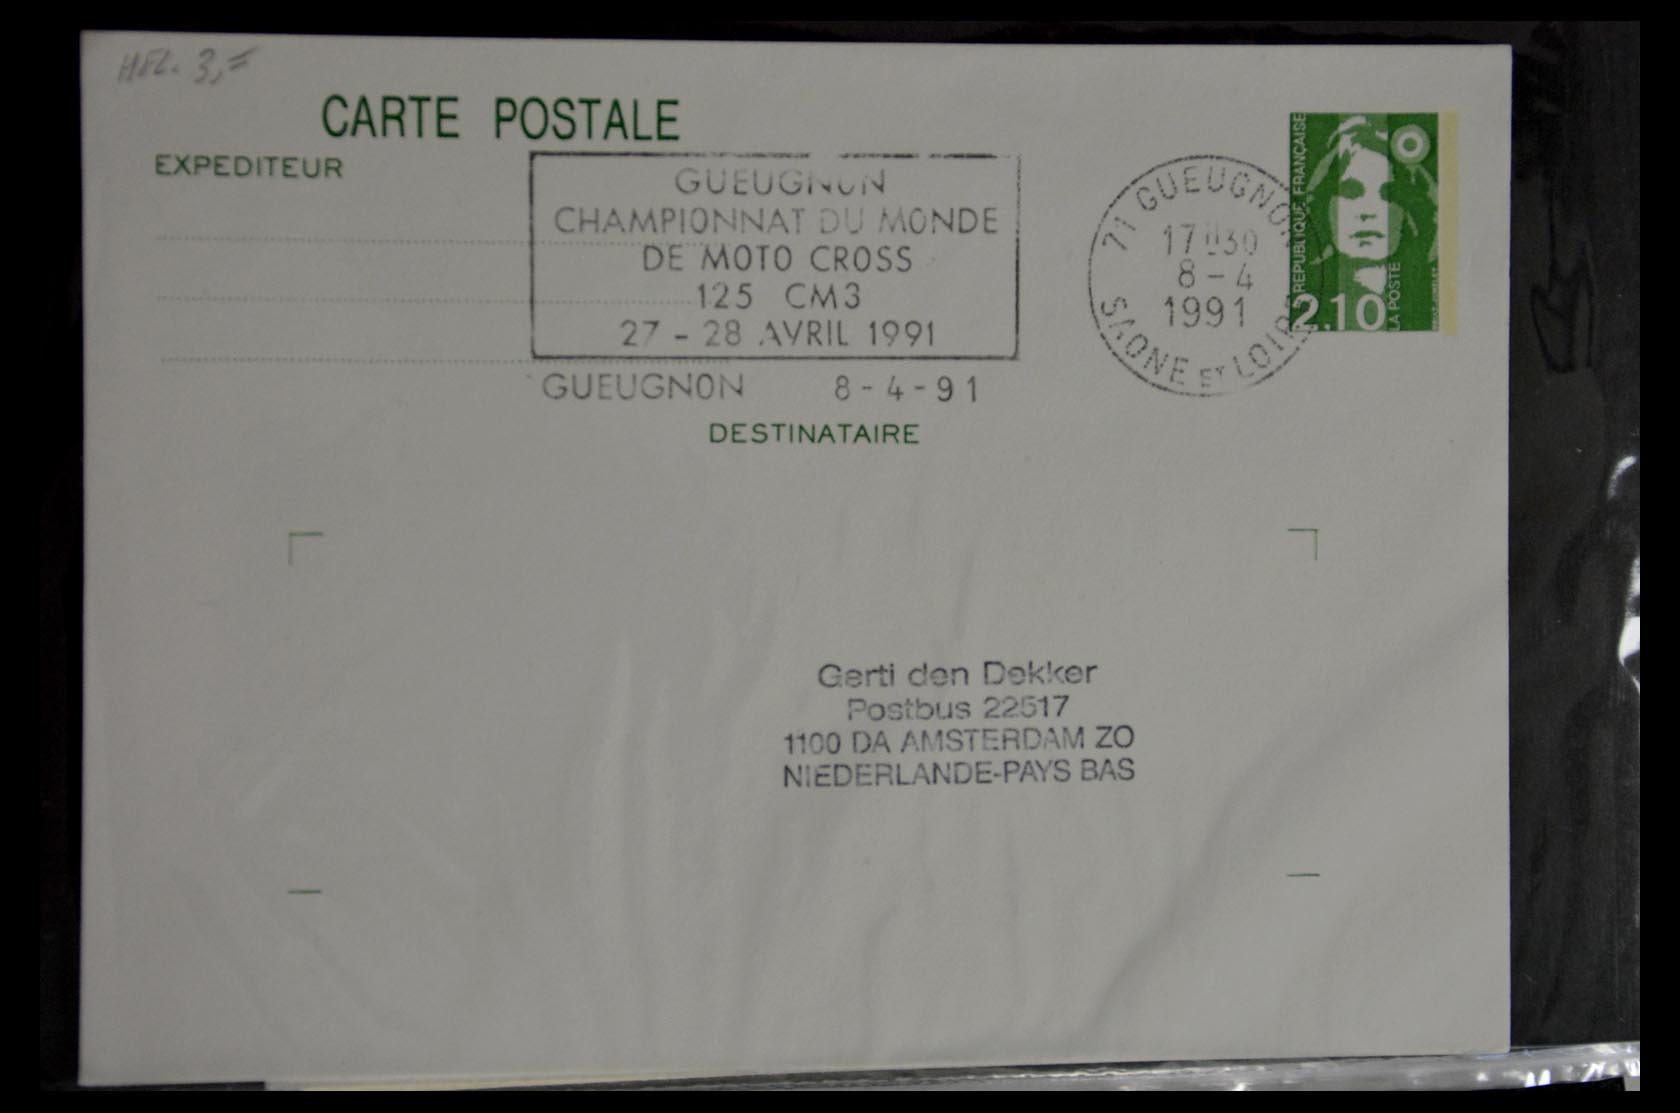 HFL. 3,=
CARTE POSTALE
EXPEDITEUR
GUEUGNON
CHAMPIONNAT DU MONDE
DE MOTO CROSS
125 CM3
27 - 28 AVRIL 1991
GUEUGNON 8-4-91
71 GUEUGNON
17H30
8-4
1991
SAONE ET LOIRE
REPUBLIQUE FRANÇAISE
2.10
LA POSTE
DESTINATAIRE
Gerti den Dekker
Postbus 22517
1100 DA AMSTERDAM ZO
NIEDERLANDE-PAYS BAS